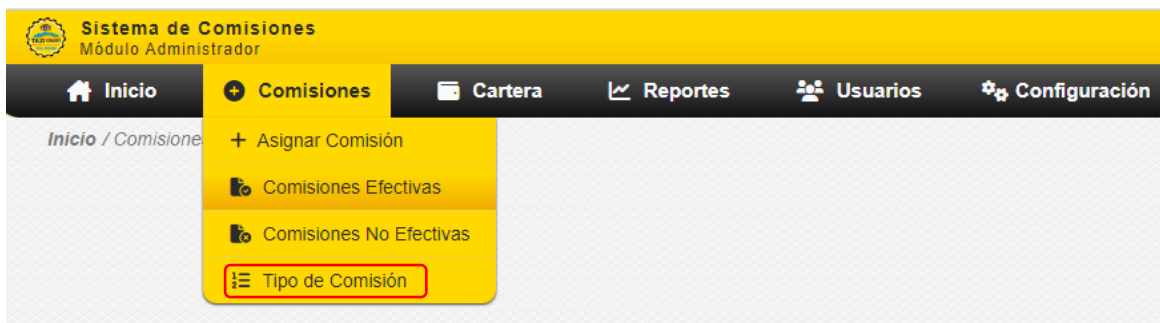 Sistema de Comisiones
Módulo Administrador
Inicio Comisiones Cartera Reportes Usuarios Configuración
Inicio / Comisione
Asignar Comisión
Comisiones Efectivas
Comisiones No Efectivas
Tipo de Comisión